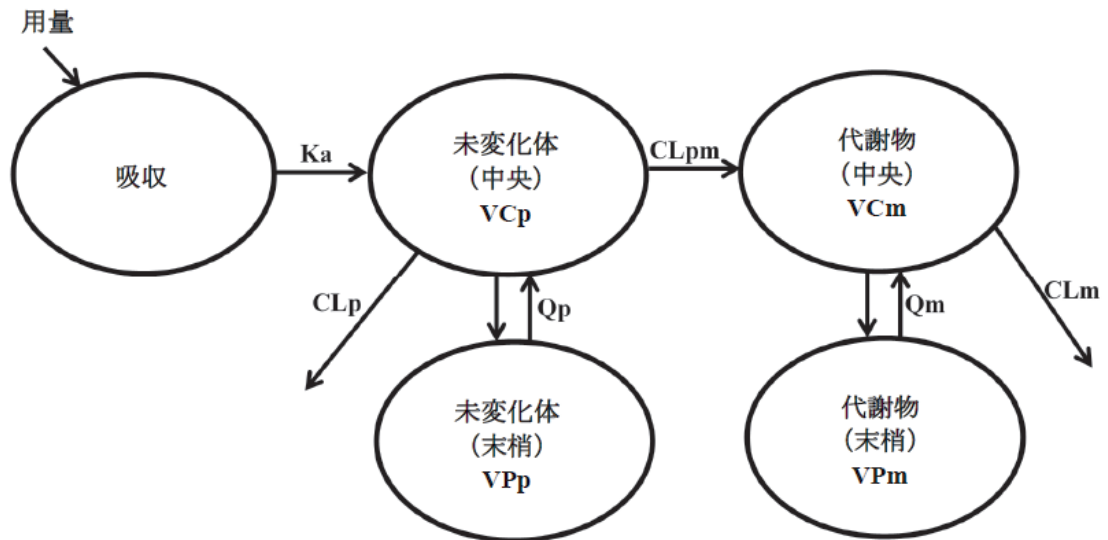 用量
吸収
Ka
未変化体
（中央）
VCp
CLpm
代謝物
（中央）
VCm
CLp
Qp
Qm
CLm
未変化体
（末梢）
VPp
代謝物
（末梢）
VPm